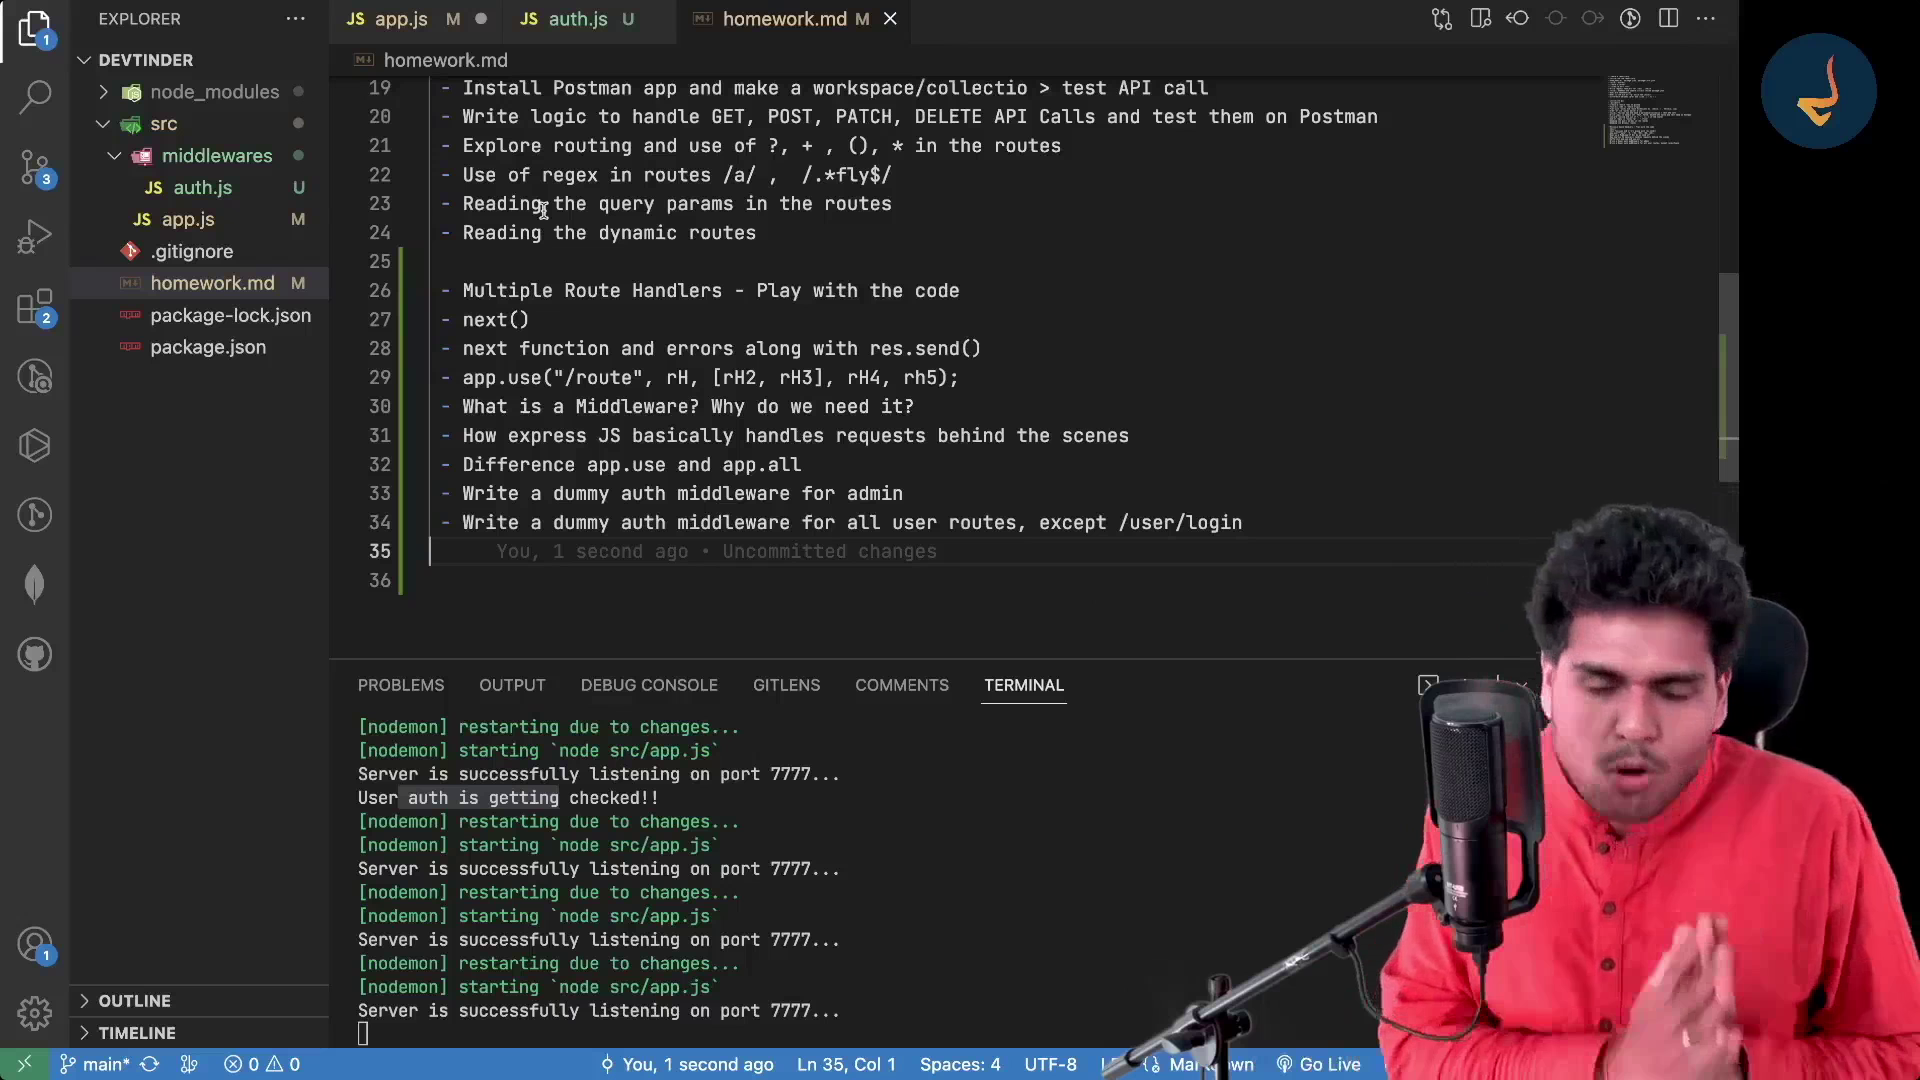 EXPLORER
DEVTINDER
node_modules
src
middlewares
JS auth.js U
JS app.js M
.gitignore
homework.md M
package-lock.json
package.json
OUTLINE
TIMELINE
1
3
2
1
JS app.js M
JS auth.js U
homework.md M
homework.md
19 - Install Postman app and make a workspace/collectio > test API call
20 - Write logic to handle GET, POST, PATCH, DELETE API Calls and test them on Postman
21 - Explore routing and use of ?, + , (), * in the routes
22 - Use of regex in routes /a/ , /.*fly$/
23 - Reading the query params in the routes
24 - Reading the dynamic routes
25
26 - Multiple Route Handlers - Play with the code
27 - next()
28 - next function and errors along with res.send()
29 - app.use("/route", rH, [rH2, rH3], rH4, rh5);
30 - What is a Middleware? Why do we need it?
31 - How express JS basically handles requests behind the scenes
32 - Difference app.use and app.all
33 - Write a dummy auth middleware for admin
34 - Write a dummy auth middleware for all user routes, except /user/login
35 You, 1 second ago • Uncommitted changes
36
PROBLEMS OUTPUT DEBUG CONSOLE GITLENS COMMENTS TERMINAL
[nodemon] restarting due to changes...
[nodemon] starting `node src/app.js`
Server is successfully listening on port 7777...
User auth is getting checked!!
[nodemon] restarting due to changes...
[nodemon] starting `node src/app.js`
Server is successfully listening on port 7777...
[nodemon] restarting due to changes...
[nodemon] starting `node src/app.js`
Server is successfully listening on port 7777...
[nodemon] restarting due to changes...
[nodemon] starting `node src/app.js`
Server is successfully listening on port 7777...
main* 0 0 You, 1 second ago Ln 35, Col 1 Spaces: 4 UTF-8 Go Live